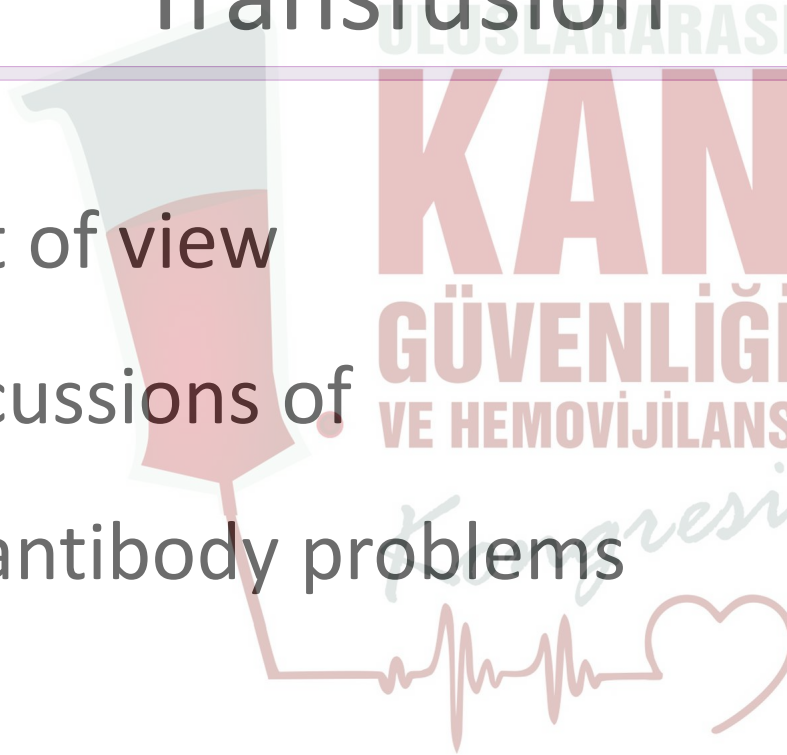 Transfusion
ULUSLARARASI
KAN
t of view
GÜVENLİĞİ
cussions of
VE HEMOVİJİLANS
Kongresi
antibody problems